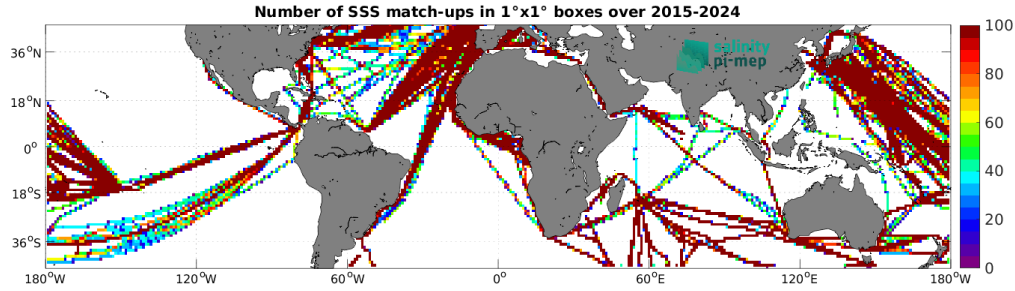 Number of SSS match-ups in 1°x1° boxes over 2015-2024
salinity
pi-mep
36°N
18°N
0°
18°S
36°S
180°W
120°W
60°W
0°
60°E
120°E
180°W
100
80
60
40
20
0